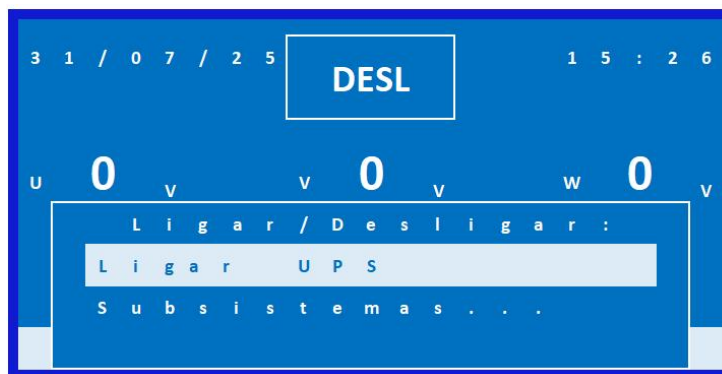 31/07/25 DESL 15:26
U 0 V V 0 V W 0 V
Ligar/Desligar:
Ligar UPS
Subsistemas...